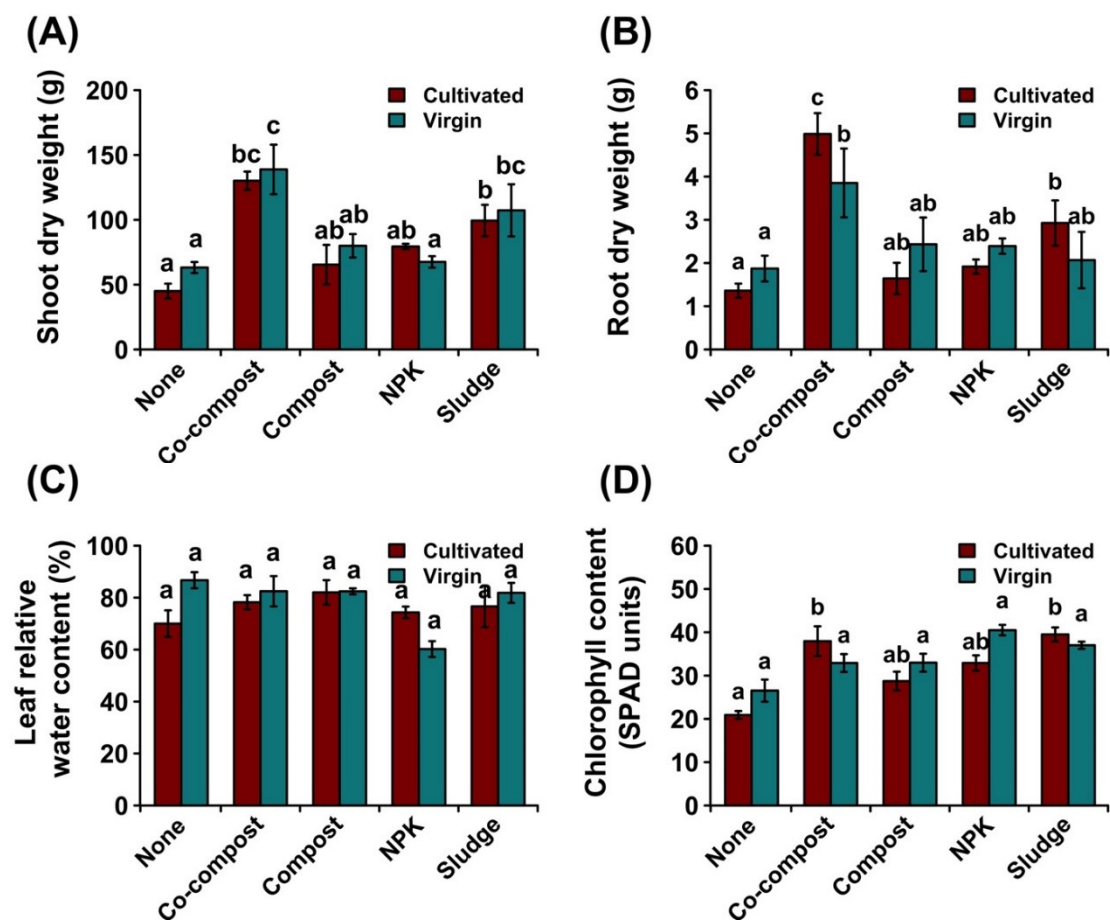 (A)
Shoot dry weight (g)
200
150
100
50
0
Cultivated
Virgin
a
a
bc
c
ab
ab
ab
a
b
bc
None
Co-compost
Compost
NPK
Sludge
(B)
Root dry weight (g)
6
5
4
3
2
1
0
Cultivated
Virgin
a
a
c
b
ab
ab
ab
ab
b
ab
None
Co-compost
Compost
NPK
Sludge
(C)
Leaf relative
water content (%)
100
80
60
40
20
0
Cultivated
Virgin
a
a
a
a
a
a
a
a
a
a
None
Co-compost
Compost
NPK
Sludge
(D)
Chlorophyll content
(SPAD units)
60
50
40
30
20
10
0
Cultivated
Virgin
a
a
b
a
ab
a
ab
a
b
a
None
Co-compost
Compost
NPK
Sludge